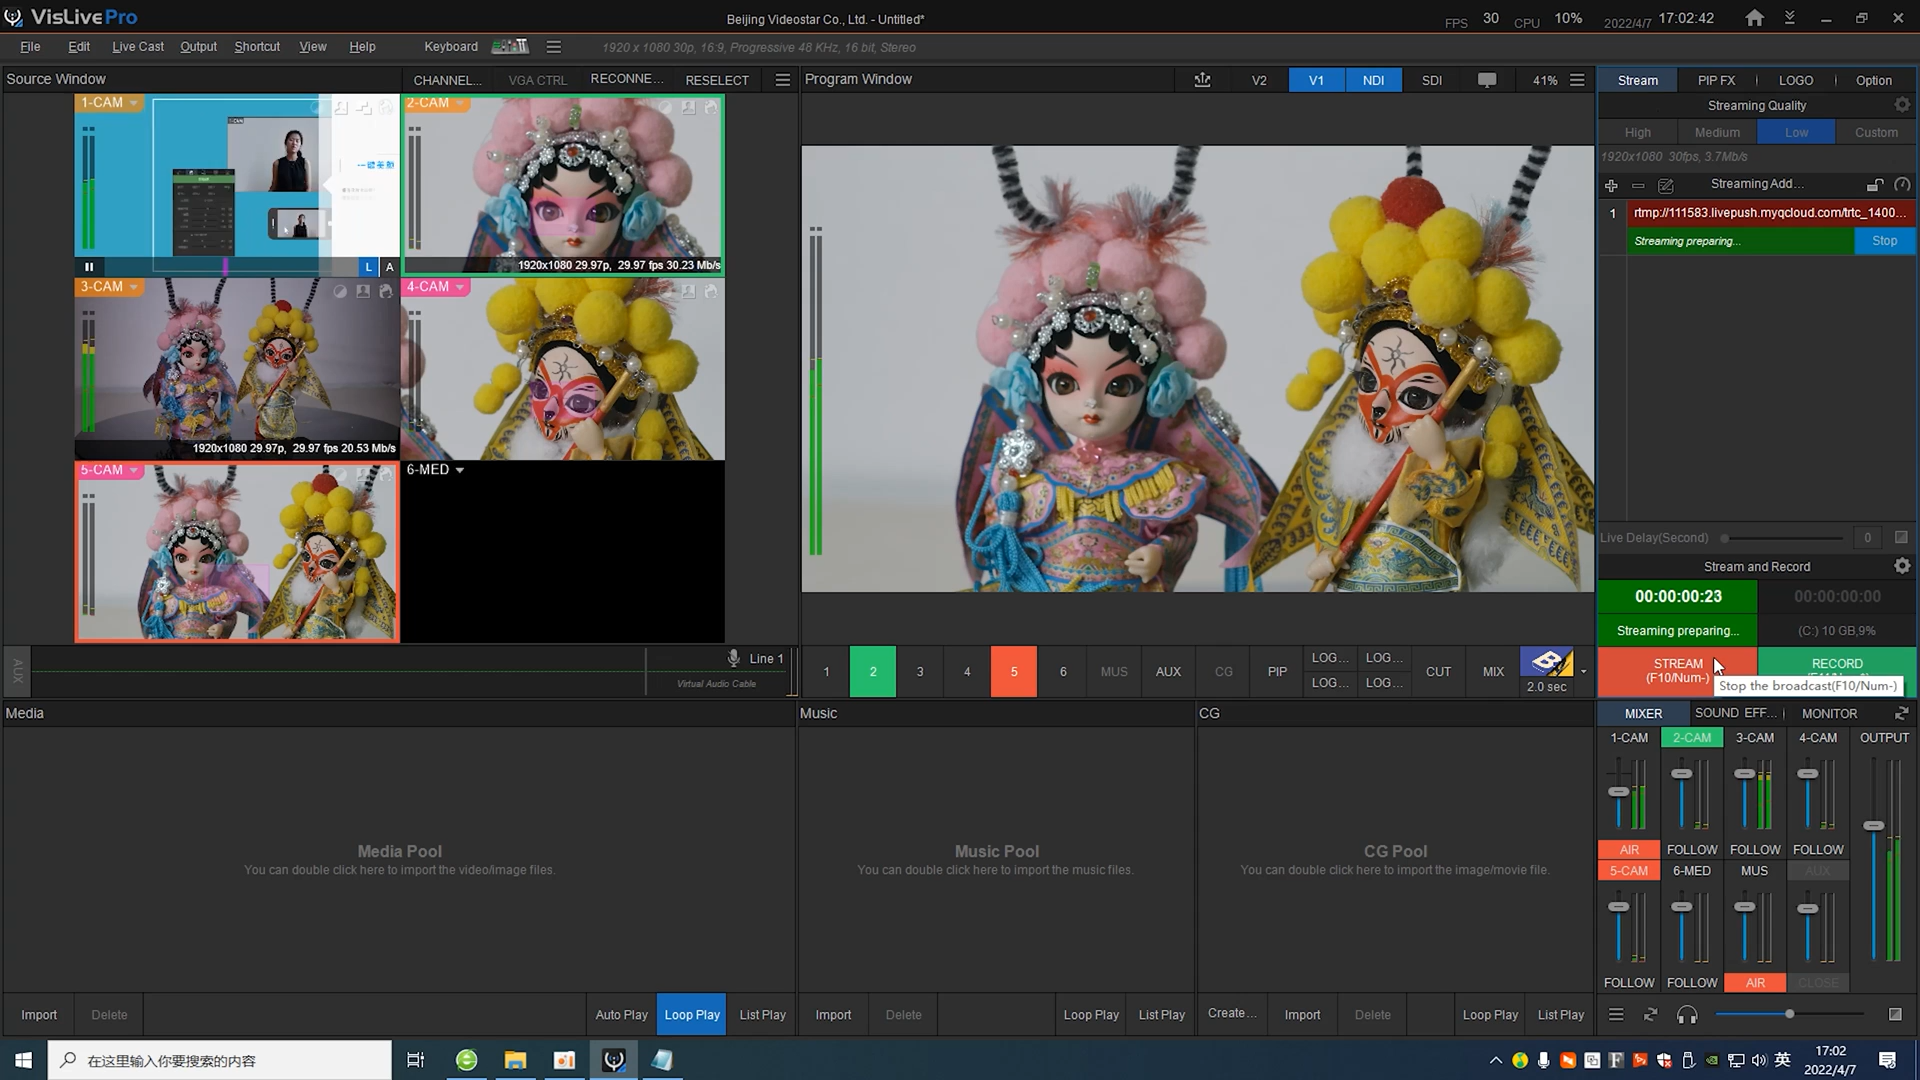 VisLive Pro
Beijing Videostar Co., Ltd. - Untitled*
FPS 30 CPU 10% 2022/4/7 17:02:42
File Edit Live Cast Output Shortcut View Help Keyboard 1920 x 1080 30p, 16:9, Progressive 48 KHz, 16 bit, Stereo
Source Window CHANNEL... VGA CTRL RECONNE... RESELECT
Program Window V2 V1 NDI SDI 41%
Stream PIP FX LOGO Option
Streaming Quality
High Medium Low Custom
1920x1080 30fps, 3.7Mb/s
Streaming Add...
1 rtmp://111583.livepush.myqcloud.com/trtc_1400...
Streaming preparing... Stop
1-CAM
L A
2-CAM
1920x1080 29.97p, 29.97 fps 30.23 Mb/s
3-CAM
1920x1080 29.97p, 29.97 fps 20.53 Mb/s
4-CAM
5-CAM
6-MED
Live Delay(Second) 0
Stream and Record
00:00:00:23 00:00:00:00
Streaming preparing... (C:) 10 GB,9%
STREAM
(F10/Num-)
RECORD
Stop the broadcast(F10/Num-)
AUX
Line 1
Virtual Audio Cable
1 2 3 4 5 6 MUS AUX CG PIP LOG... LOG... CUT MIX
LOG... LOG... 2.0 sec
Media Music CG
MIXER SOUND EFF... MONITOR
1-CAM 2-CAM 3-CAM 4-CAM OUTPUT
AIR FOLLOW FOLLOW FOLLOW
5-CAM 6-MED MUS AUX
FOLLOW FOLLOW AIR CLOSE
Media Pool
You can double click here to import the video/image files.
Music Pool
You can double click here to import the music files.
CG Pool
You can double click here to import the image/movie file.
Import Delete Auto Play Loop Play List Play
Import Delete Loop Play List Play
Create... Import Delete Loop Play List Play
在这里输入你要搜索的内容
英
17:02
2022/4/7